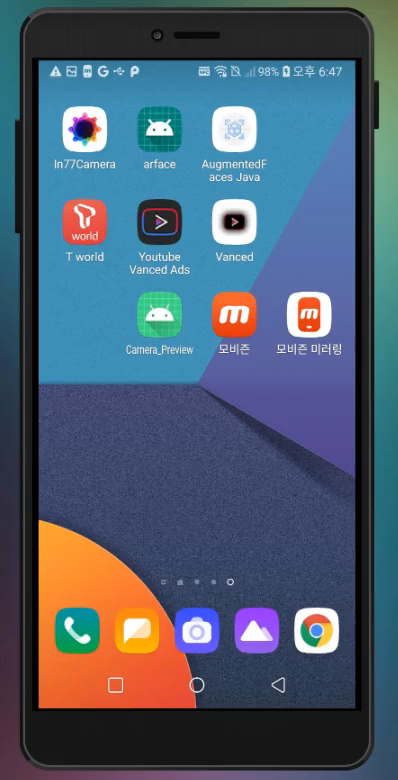 98% 오후 6:47
In77Camera
arface
AugmentedF
aces Java
world
T world
Youtube
Vanced Ads
Vanced
Camera_Preview
모비즌
모비즌 미러링